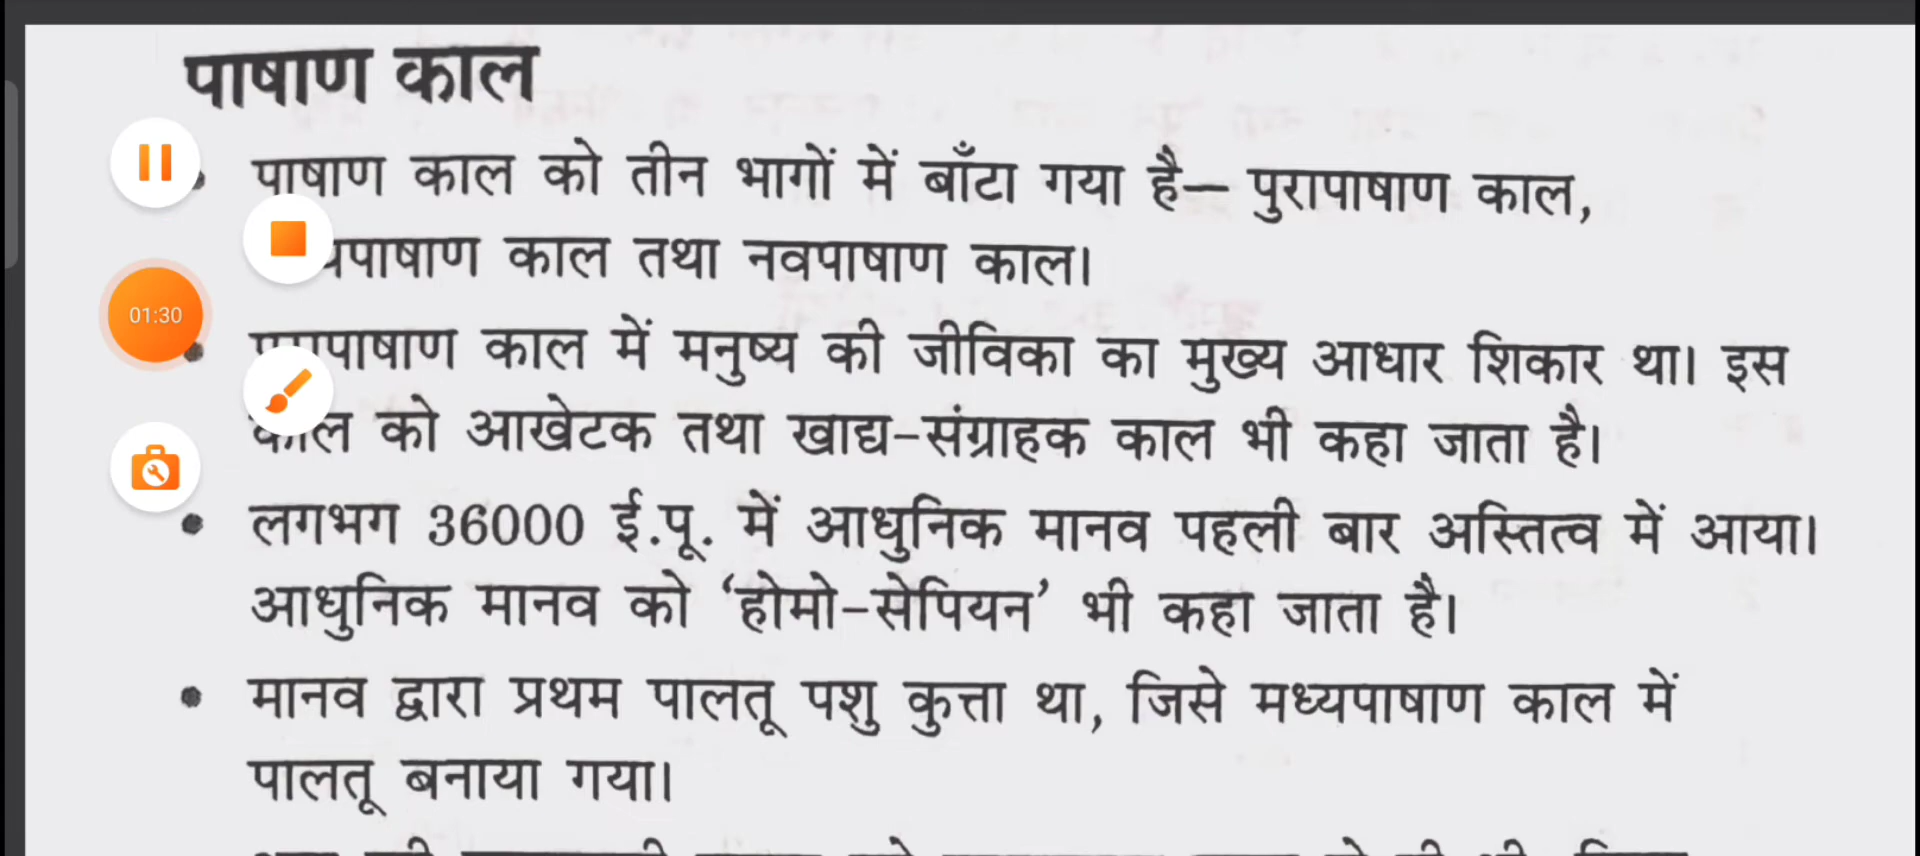 पाषाण काल
पाषाण काल को तीन भागों में बाँटा गया है— पुरापाषाण काल,
काल तथा नवपाषाण काल।
काल में मनुष्य की जीविका का मुख्य आधार शिकार था। इस
काल को आखेटक तथा खाद्य-संग्राहक काल भी कहा जाता है।
01:30
• लगभग 36000 ई.पू. में आधुनिक मानव पहली बार अस्तित्व में आया।
आधुनिक मानव को ‘होमो-सेपियन’ भी कहा जाता है।
• मानव द्वारा प्रथम पालतू पशु कुत्ता था, जिसे मध्यपाषाण काल में
पालतू बनाया गया।